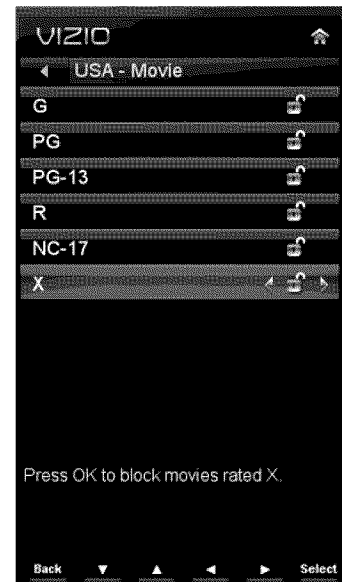 VIZIO
USA - Movie
G
PG
PG-13
R
NC-17
X
Press OK to block movies rated X.
Back Select